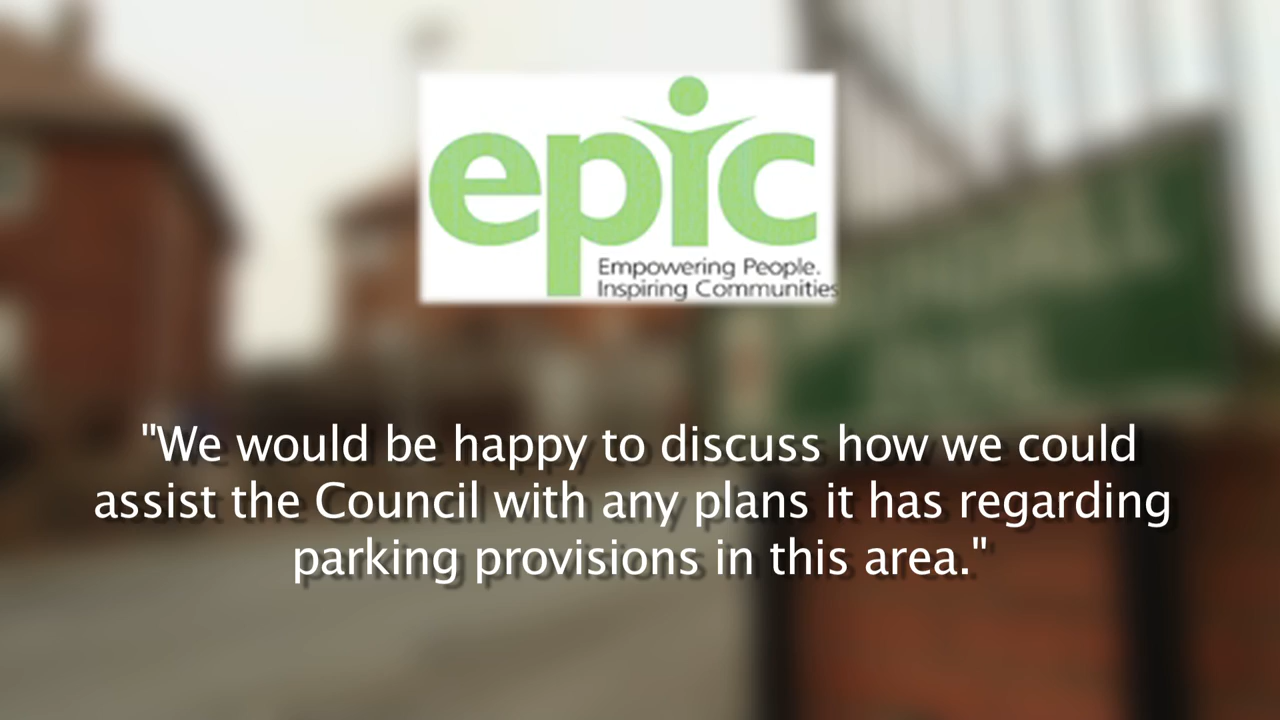 epic
Empowering People.
Inspiring Communities
"We would be happy to discuss how we could
assist the Council with any plans it has regarding
parking provisions in this area."